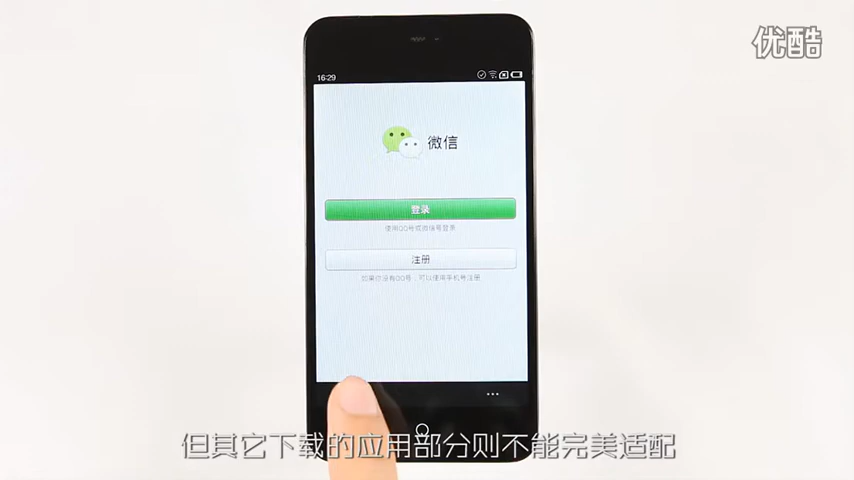 优酷
16:29
微信
登录
使用QQ号或微信号登录
注册
如果你没有QQ号，可以使用手机号注册
但其它下载的应用部分则不能完美适配